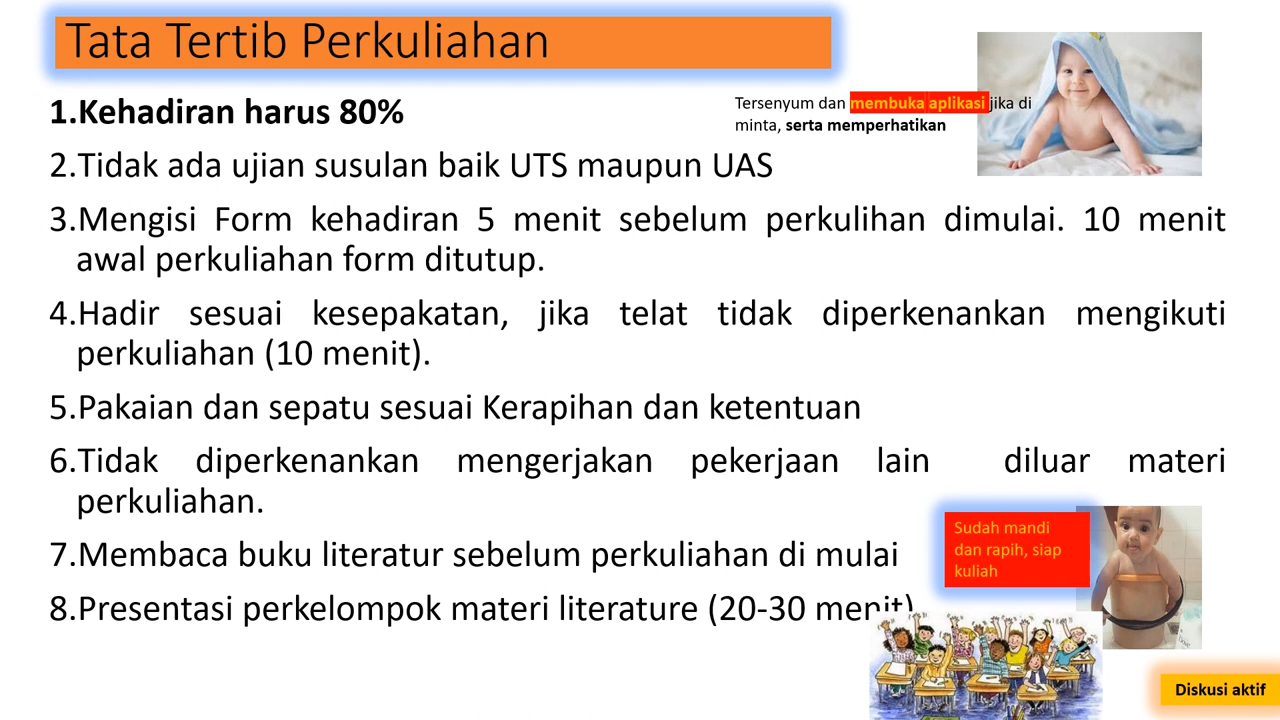 Tata Tertib Perkuliahan
1.Kehadiran harus 80%
Tersenyum dan membuka aplikasi jika di
minta, serta memperhatikan
2.Tidak ada ujian susulan baik UTS maupun UAS
3.Mengisi Form kehadiran 5 menit sebelum perkulihan dimulai. 10 menit
awal perkuliahan form ditutup.
4.Hadir sesuai kesepakatan, jika telat tidak diperkenankan mengikuti
perkuliahan (10 menit).
5.Pakaian dan sepatu sesuai Kerapihan dan ketentuan
6.Tidak diperkenankan mengerjakan pekerjaan lain diluar materi
perkuliahan.
7.Membaca buku literatur sebelum perkuliahan di mulai
8.Presentasi perkelompok materi literature (20-30 menit)
Sudah mandi
dan rapih, siap
kuliah
Diskusi aktif